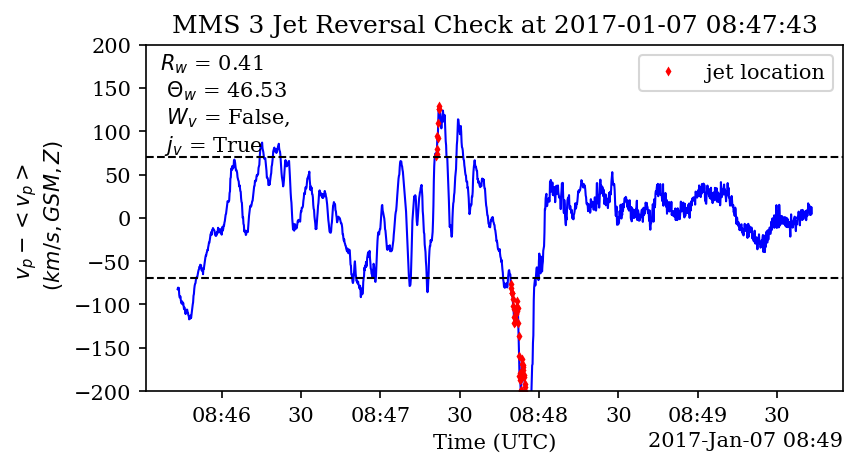 MMS 3 Jet Reversal Check at 2017-01-07 08:47:43
R_w = 0.41
Θ_w = 46.53
W_v = False,
j_v = True
jet location
200
150
100
50
0
−50
−100
−150
−200
v_p − < v_p >
(km/s, GSM, Z)
08:46 30 08:47 30 08:48 30 08:49 30
Time (UTC)
2017-Jan-07 08:49